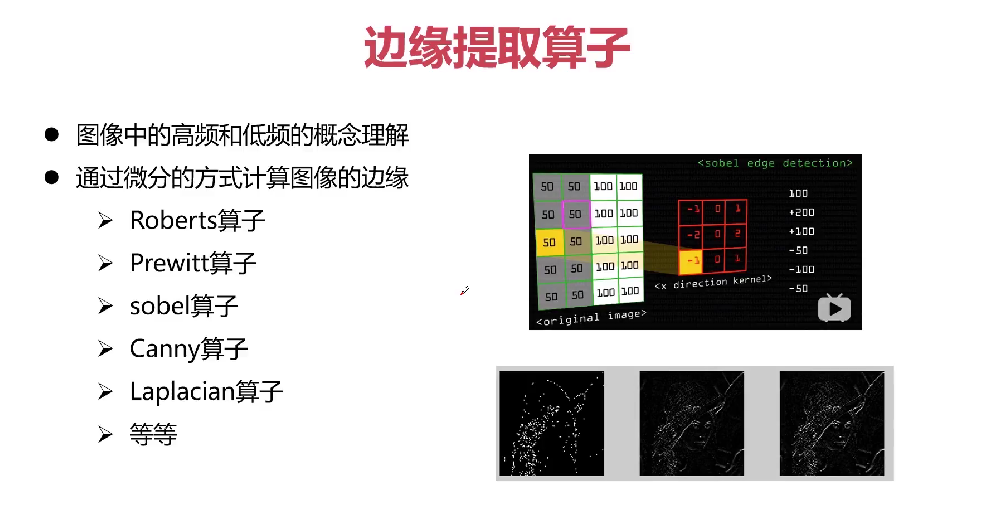 边缘提取算子
图像中的高频和低频的概念理解
通过微分的方式计算图像的边缘
Roberts算子
Prewitt算子
sobel算子
Canny算子
Laplacian算子
等等
<sobel edge detection>
50 50 100 100
50 50 100 100
50 50 100 100
50 50 100 100
50 50 100 100
<original image>
-1 0 1
-2 0 2
-1 0 1
<x direction kernel>
100
+200
+100
-50
-100
-50